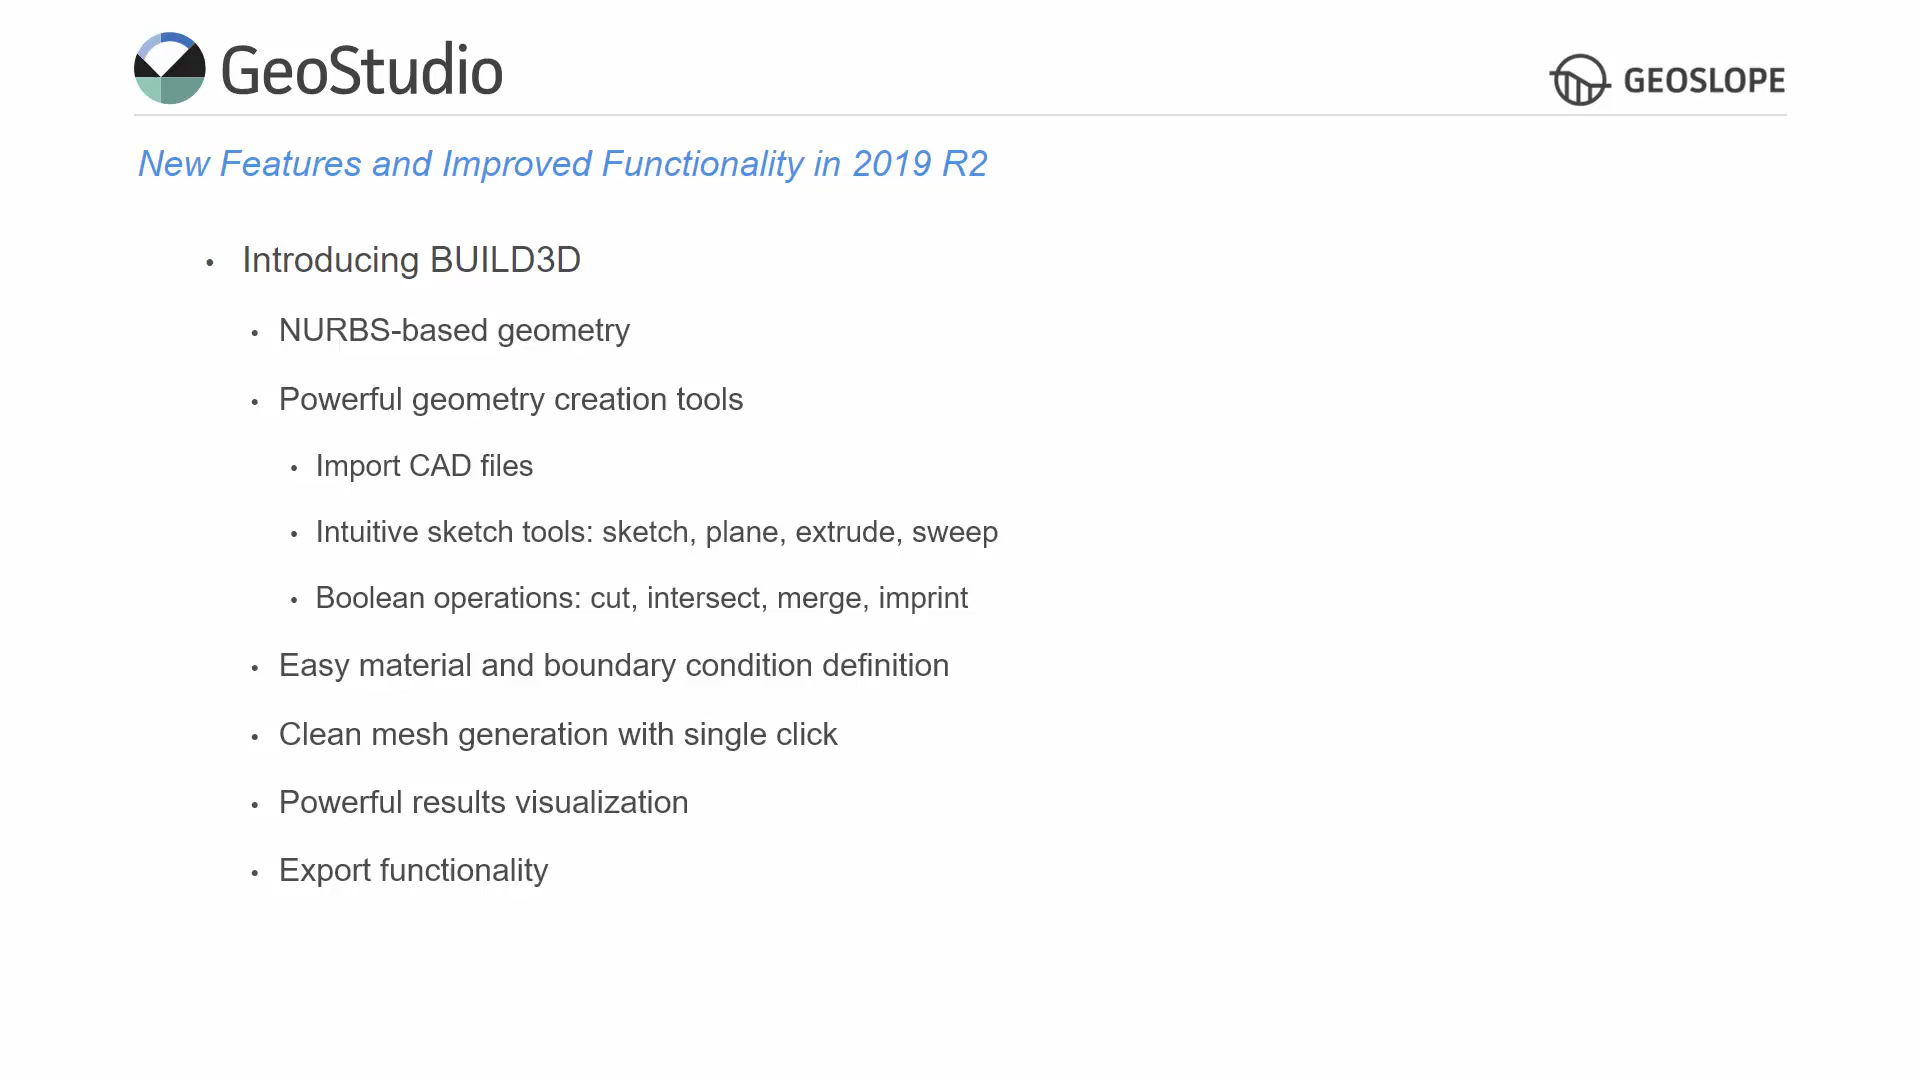 GeoStudio
GEOSLOPE
New Features and Improved Functionality in 2019 R2
• Introducing BUILD3D
• NURBS-based geometry
• Powerful geometry creation tools
• Import CAD files
• Intuitive sketch tools: sketch, plane, extrude, sweep
• Boolean operations: cut, intersect, merge, imprint
• Easy material and boundary condition definition
• Clean mesh generation with single click
• Powerful results visualization
• Export functionality